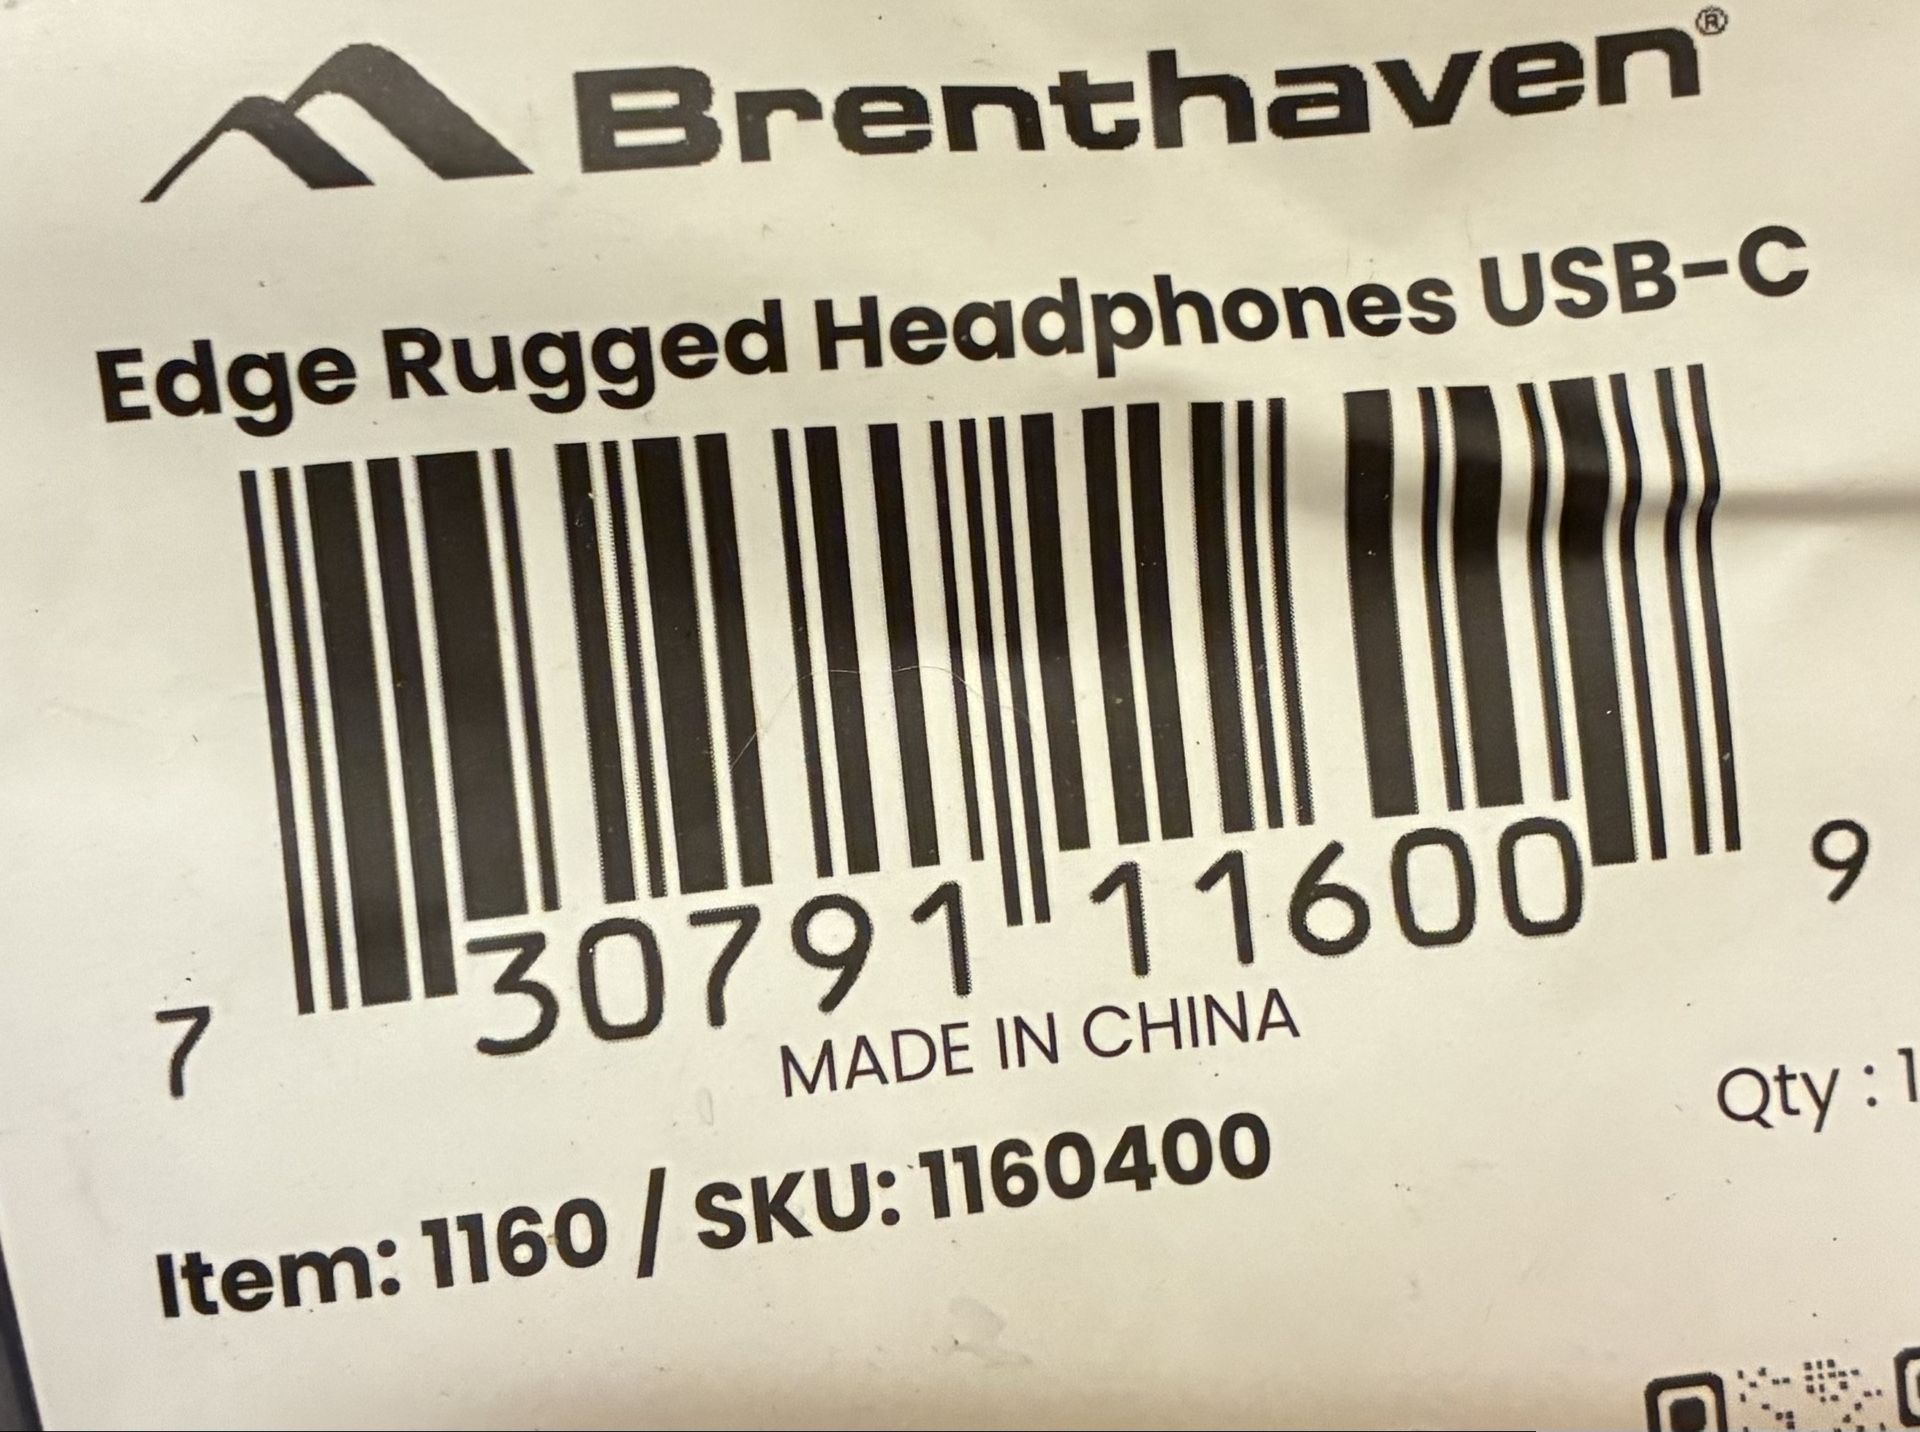 Brenthaven®
Edge Rugged Headphones USB-C
7 30791 11600 9
MADE IN CHINA
Qty : 1
Item: 1160 / SKU: 1160400